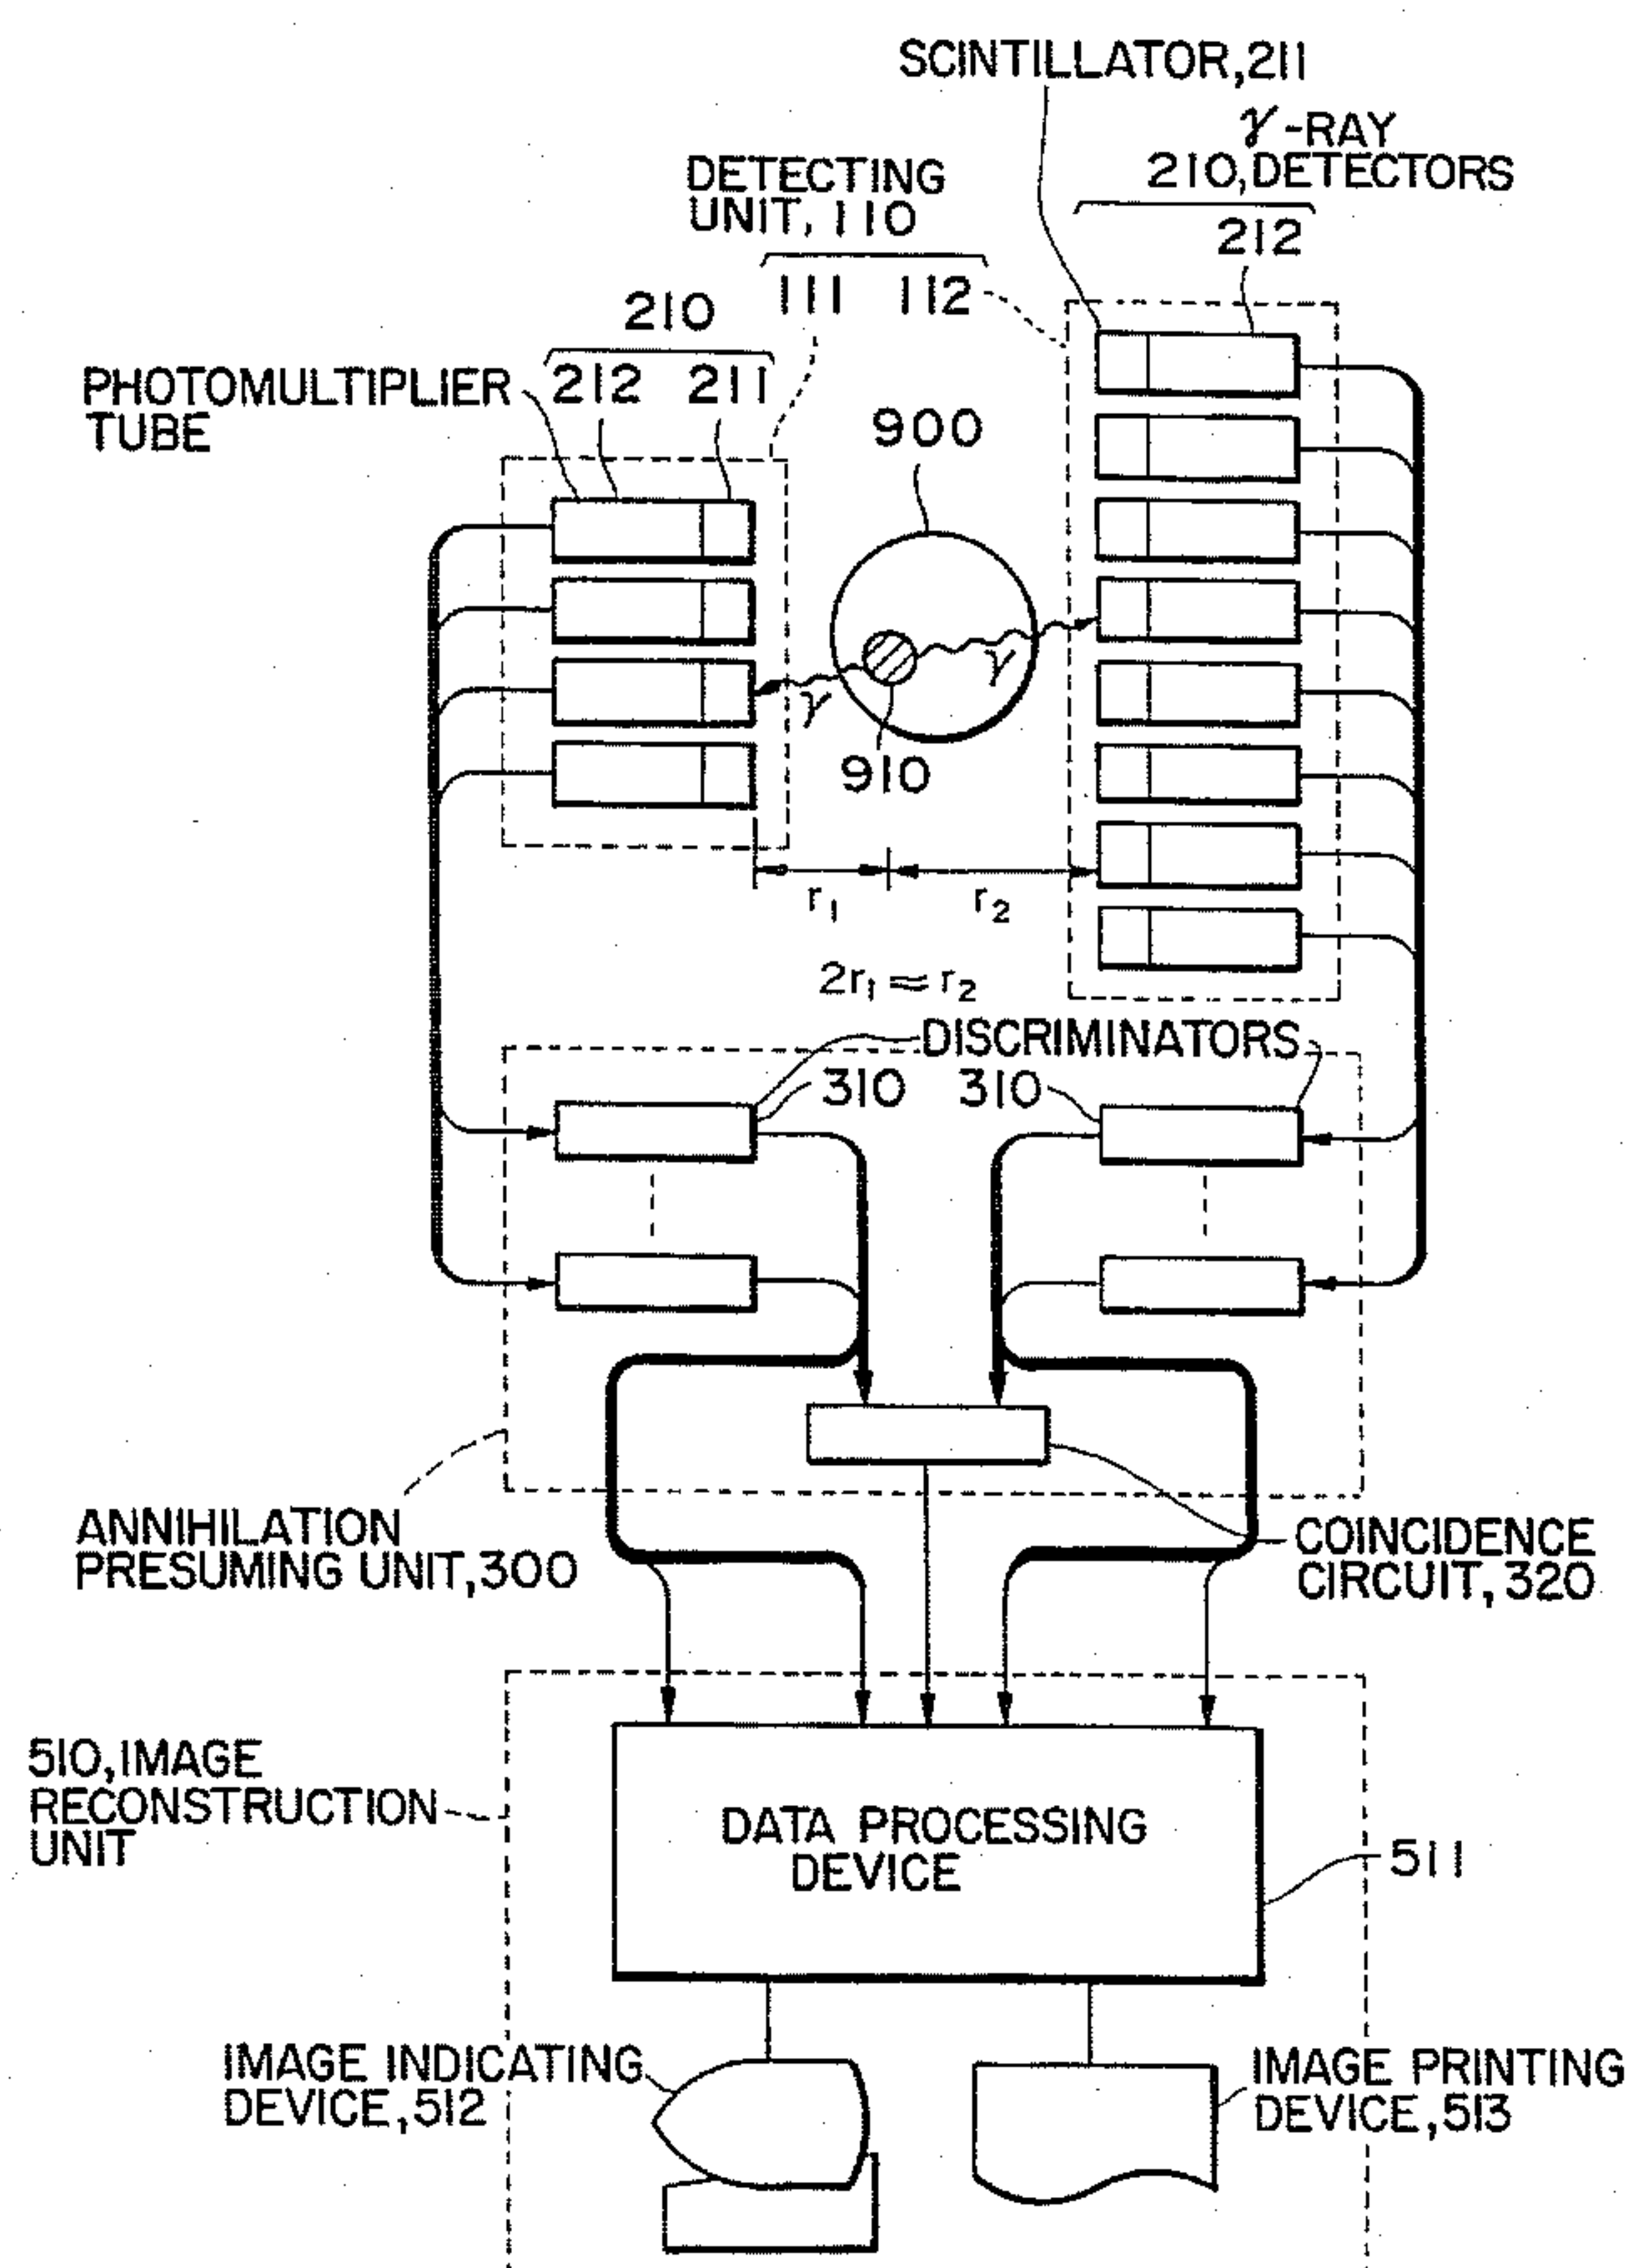 SCINTILLATOR,211
γ-RAY
210,DETECTORS
212
DETECTING
UNIT, 110
111 112
210
212 211
PHOTOMULTIPLIER
TUBE
900
γ
γ
910
r1 r2
2r1≈r2
DISCRIMINATORS
310 310
ANNIHILATION
PRESUMING UNIT,300
COINCIDENCE
CIRCUIT,320
510,IMAGE
RECONSTRUCTION
UNIT
DATA PROCESSING
DEVICE
511
IMAGE INDICATING
DEVICE,512
IMAGE PRINTING
DEVICE,513